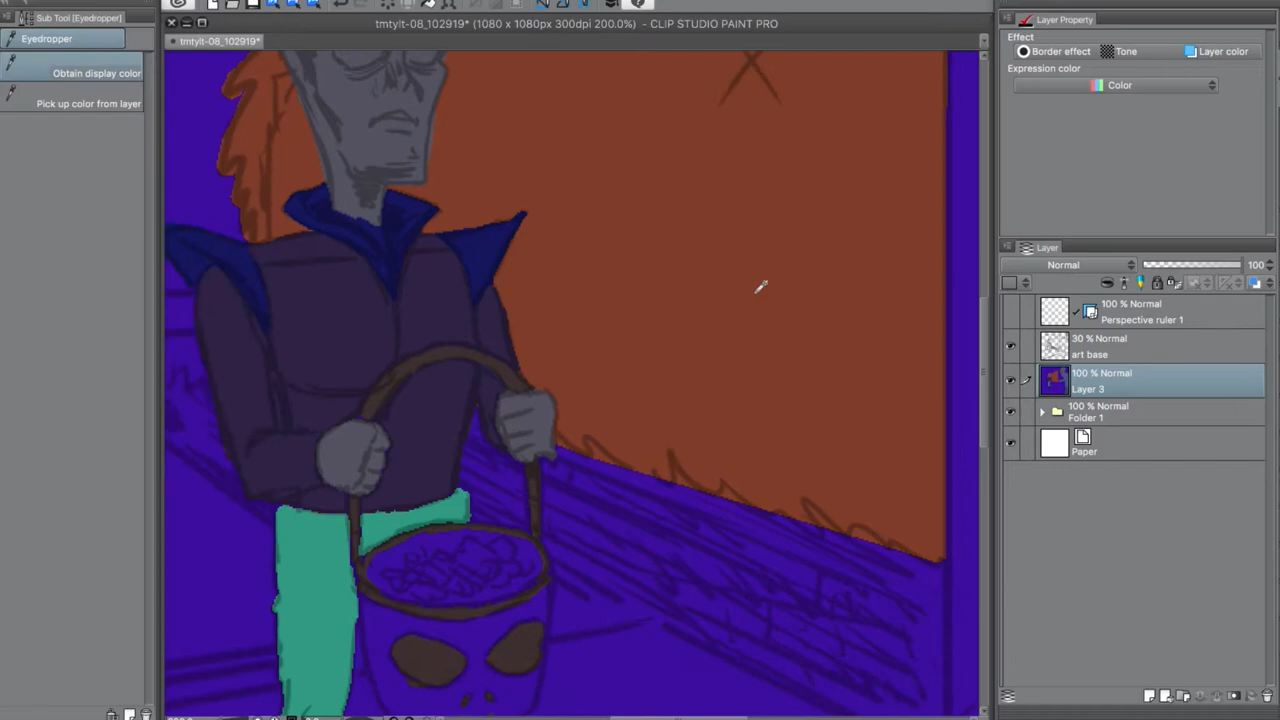 Sub Tool [Eyedropper]
Eyedropper
Obtain display color
Pick up color from layer
tmtylt-08_102919* (1080 x 1080px 300dpi 200.0%) - CLIP STUDIO PAINT PRO
tmtylt-08_102919*
Layer Property
Effect
Border effect Tone Layer color
Expression color
Color
Layer
Normal 100
100 % Normal
Perspective ruler 1
30 % Normal
art base
100 % Normal
Layer 3
100 % Normal
Folder 1
Paper